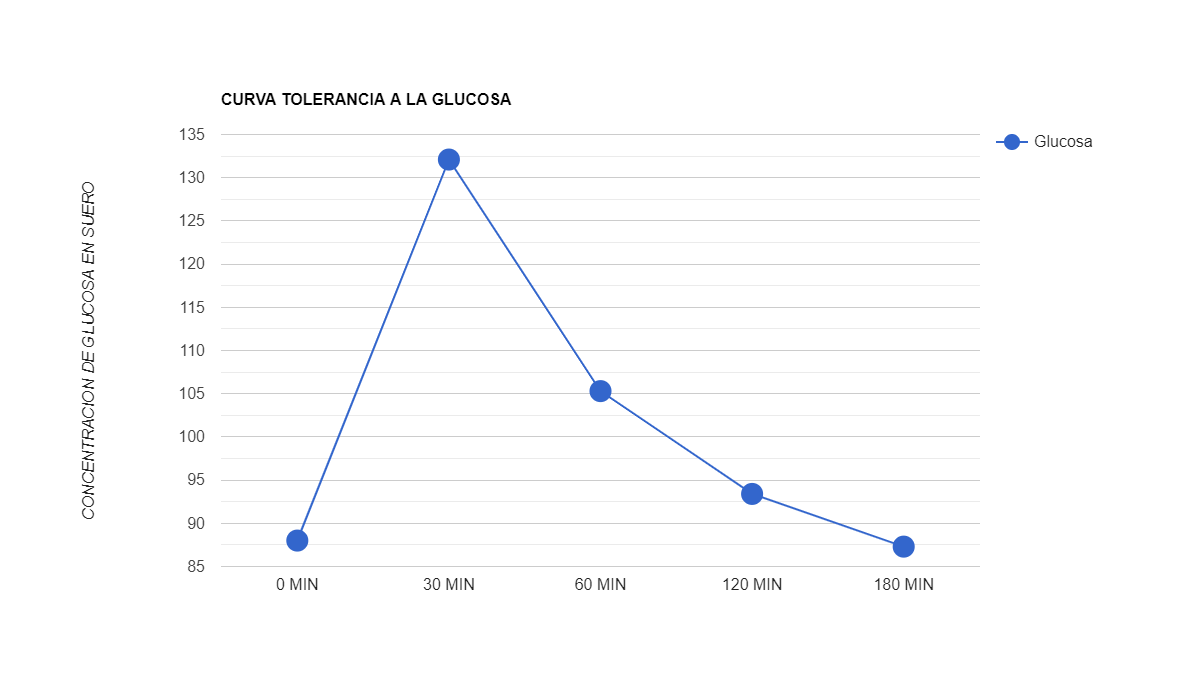 CURVA TOLERANCIA A LA GLUCOSA
Glucosa
CONCENTRACION DE GLUCOSA EN SUERO
135
130
125
120
115
110
105
100
95
90
85
0 MIN 30 MIN 60 MIN 120 MIN 180 MIN